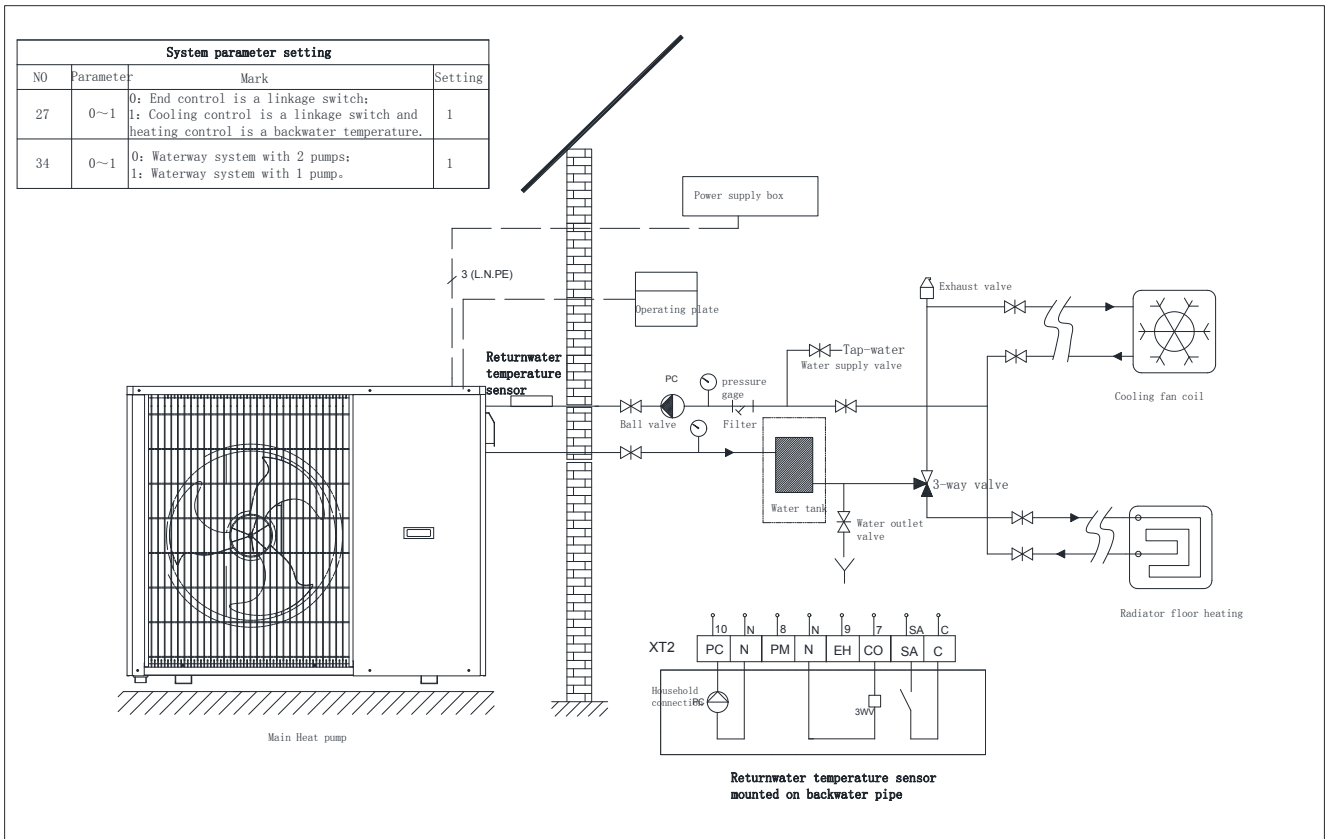 System parameter setting
NO Parameter Mark Setting
27 0～1 0: End control is a linkage switch;
1: Cooling control is a linkage switch and
heating control is a backwater temperature. 1
34 0～1 0: Waterway system with 2 pumps;
1: Waterway system with 1 pump。 1
Power supply box
3 (L.N.PE)
Operating plate
Exhaust valve
Returnwater
temperature
sensor
Tap-water
Water supply valve
PC
pressure
gage
Ball valve
Filter
Cooling fan coil
3-way valve
Water tank
Water outlet
valve
Radiator floor heating
10 N 8 N 9 7 SA C
XT2 PC N PM N EH CO SA C
Household
connection
PC
3WV
Main Heat pump
Returnwater temperature sensor
mounted on backwater pipe